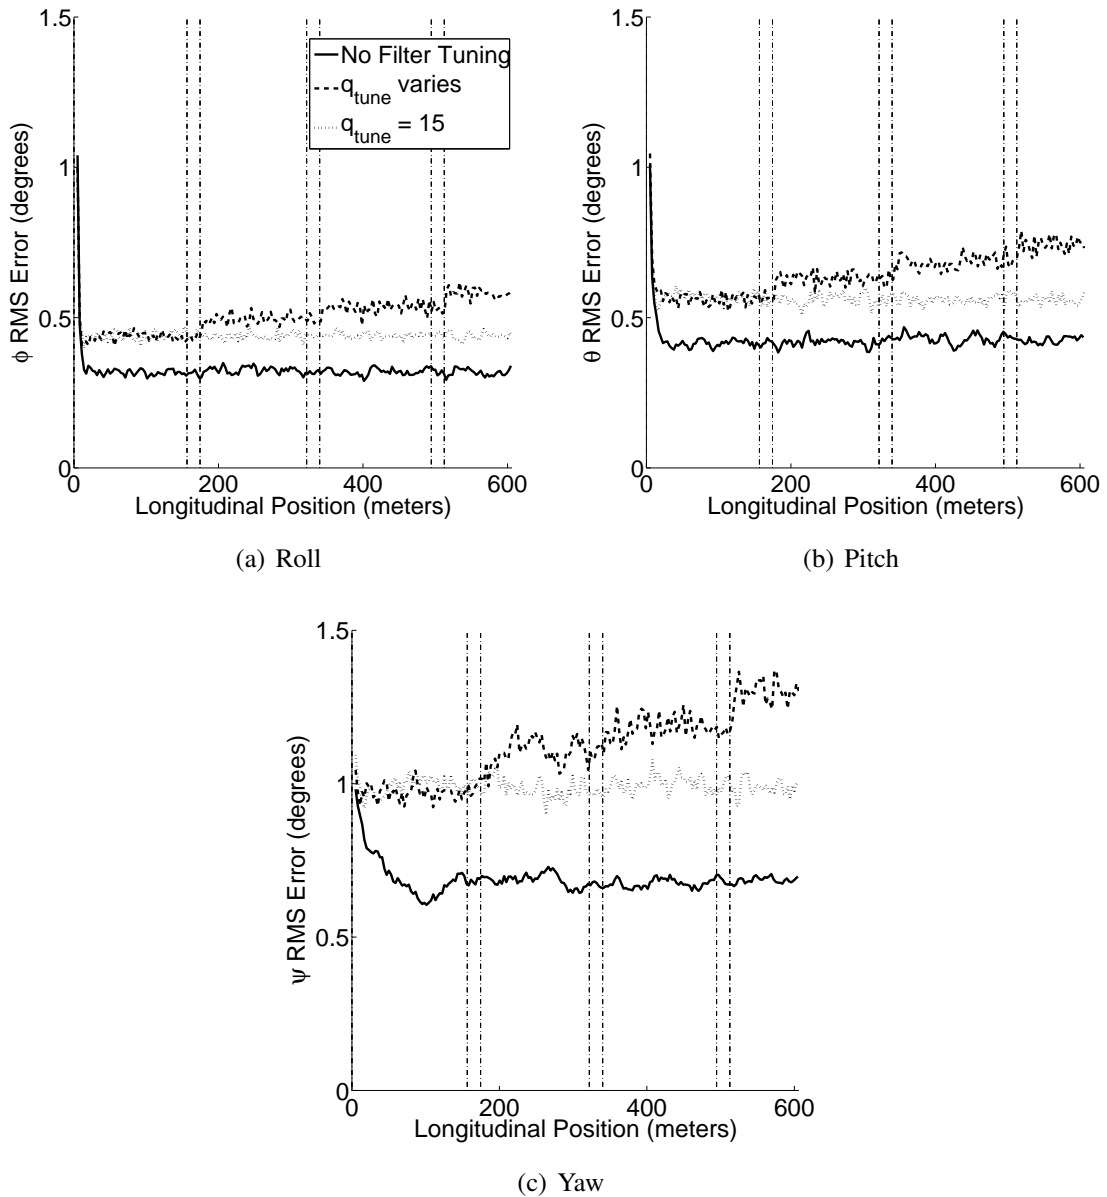 1.5
1
0.5
0
φ RMS Error (degrees)
No Filter Tuning
q_tune varies
q_tune = 15
0 200 400 600
Longitudinal Position (meters)
(a) Roll
1.5
1
0.5
0
θ RMS Error (degrees)
0 200 400 600
Longitudinal Position (meters)
(b) Pitch
1.5
1
0.5
0
ψ RMS Error (degrees)
0 200 400 600
Longitudinal Position (meters)
(c) Yaw